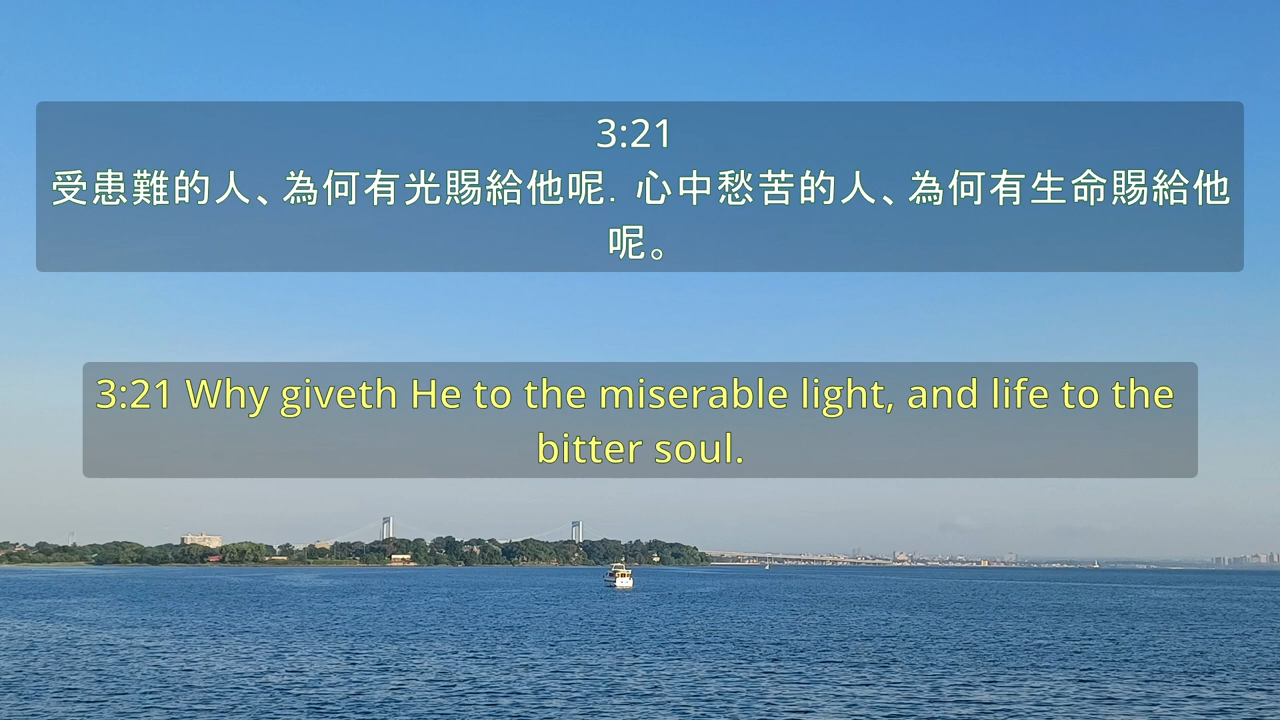 3:21
受患難的人、為何有光賜給他呢. 心中愁苦的人、為何有生命賜給他
呢。
3:21 Why giveth He to the miserable light, and life to the
bitter soul.